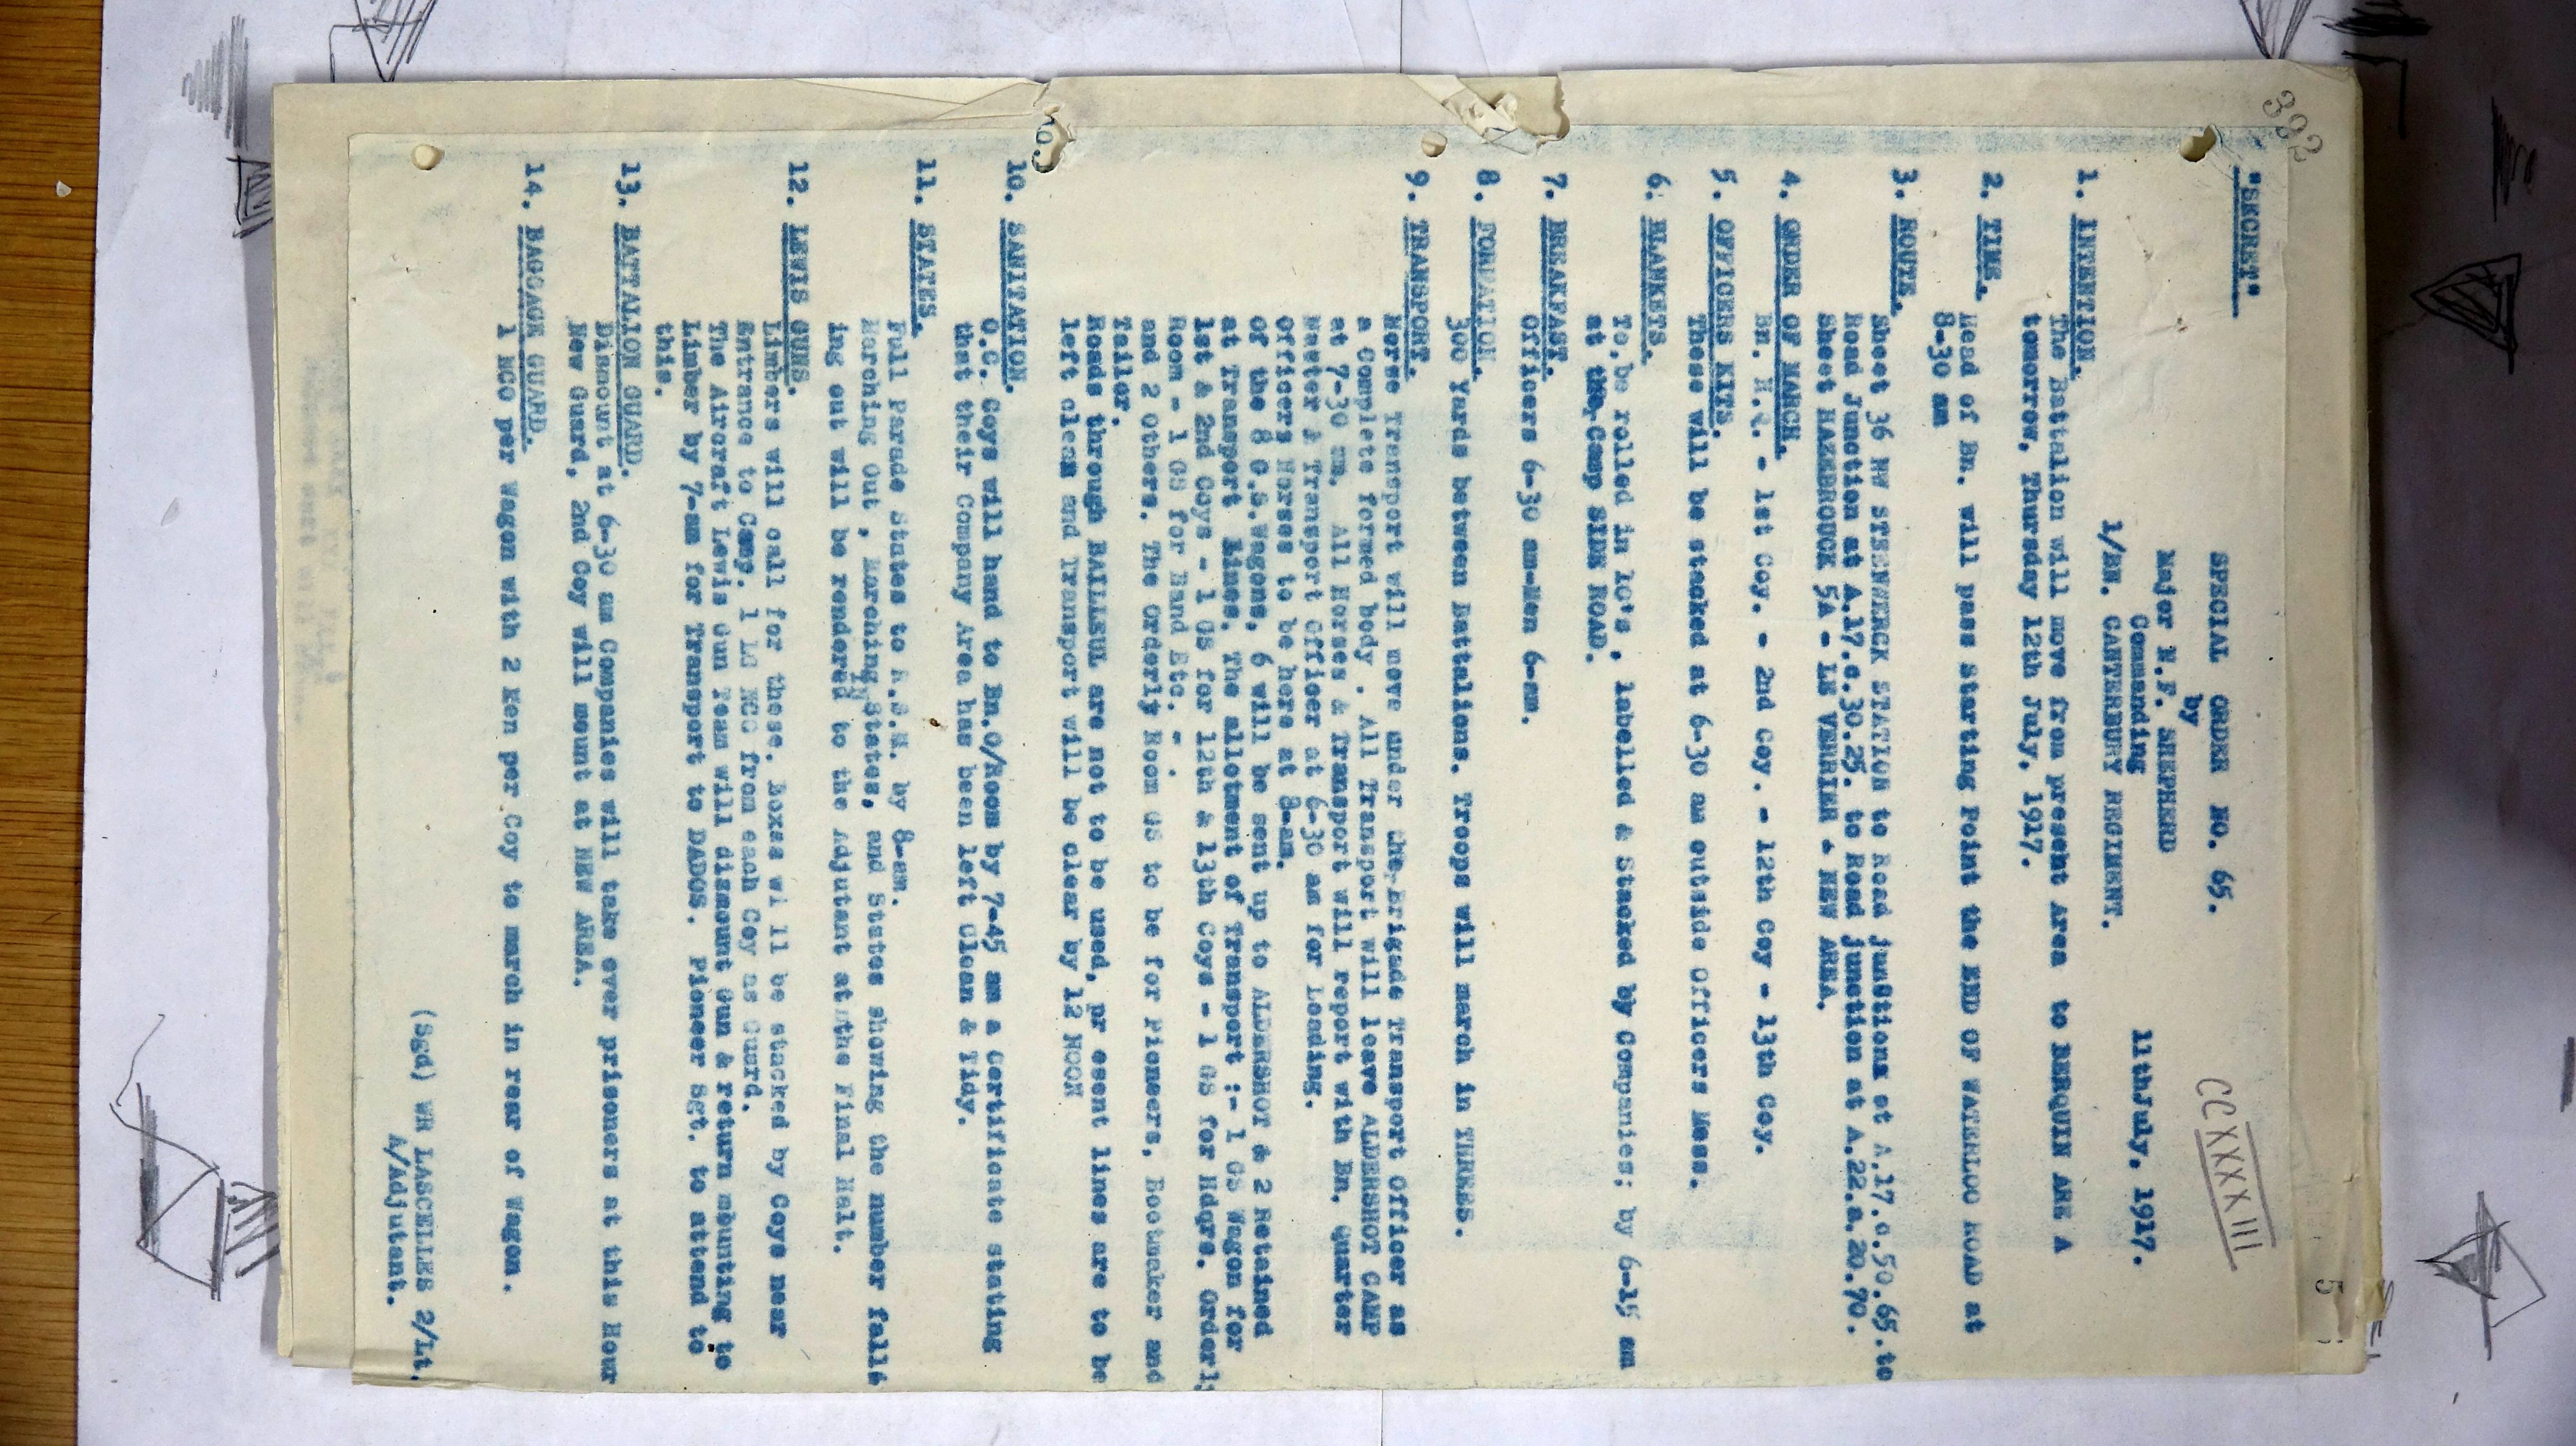 382
"SECRET"
CCXXXXIII
5
SPECIAL ORDER NO. 65.
by
Major N.F. SHEPHERD
Commanding
1/BN. CANTERBURY REGIMENT.
11thJuly, 1917.
1. INTENTION.
The Battalion will move from present Area to BERQUIN ARE A
tomorrow, Thursday 12th July, 1917.
2. TIME.
Head of Bn. will pass Starting Point the END OF WATERLOO ROAD at
8-30 am
3. ROUTE.
Sheet 36 NW STEENWERCK STATION to Road junctions at A.17.c.50.65.to
Road Junction at A.17.c.30.25. to Road junction at A.22.a.20.70.
Sheet HAZEBROUCK 5A - LE VERRIER - NEW AREA.
4. ORDER OF MARCH.
Bn. H.Q. - 1st Coy. - 2nd Coy. - 12th Coy - 13th Coy.
5. OFFICERS KITS.
These will be stacked at 6-30 am outside Officers Mess.
6. BLANKETS.
To be rolled in 10's, labelled & Stacked by Companies; by 6-15 am
at the Camp SIDE ROAD.
7. BREAKFAST.
Officers 6-30 am-Men 6-am.
8. FORMATION.
300 Yards between Battalions. Troops will march in THREES.
9. TRANSPORT.
Horse Transport will move under the Brigade Transport Officer as
a Complete formed body . All Transport will leave ALDERSHOT CAMP
at 7-30 am. All Horses & Transport will report with Bn. Quarter
Master & Transport Officer at 6-30 am for Loading.
Officers Horses to be here at 8-am.
Of the 8 G.S.Wagons, 6 will be sent up to ALDERSHOT & 2 Retained
at Transport Lines. The allotment of Transport :- 1 GS Wagon for
1st & 2nd Coys - 1 GS for 12th & 13th Coys - 1 GS for Hdqrs. Orderly
Room - 1 GS for Band Etc. -
and 2 Others. The Orderly Room GS to be for Pioneers, Bootmaker and
Tailor.
Roads through BAILLEUL are not to be used, pr esent lines are to be
left clean and Transport will be clear by 12 NOON
10. SANITATION.
O.C. Coys will hand to Bn.O/Room by 7-45 am a Certificate stating
that their Company Area has been left Clean & Tidy.
11. STATES.
Full Parade States to R.S.M. by 8-am.
Marching Out , Marching In States, and States showing the number falls
ing out will be rendered to the Adjutant at the Final Halt.
12. LEWIS GUNS.
Limbers will call for these. Boxes wi ll be stacked by Coys near
Entrance to Camp. 1 LG NCO from each Coy as Guard.
The Aircraft Lewis Gun Team will dismount Gun & return mounting to
Limber by 7-am for Transport to DADOS. Pioneer Sgt. to attend to
this.
13. BATTALION GUARD.
Dismount at 6-30 am Companies will take over prisoners at this Hour
New Guard, 2nd Coy will mount at NEW AREA.
14. BAGGAGE GUARD.
1 NCO per Wagon with 2 Men per Coy to march in rear of Wagon.
(Sgd) WR LASCELLES 2/Lt.
A/Adjutant.